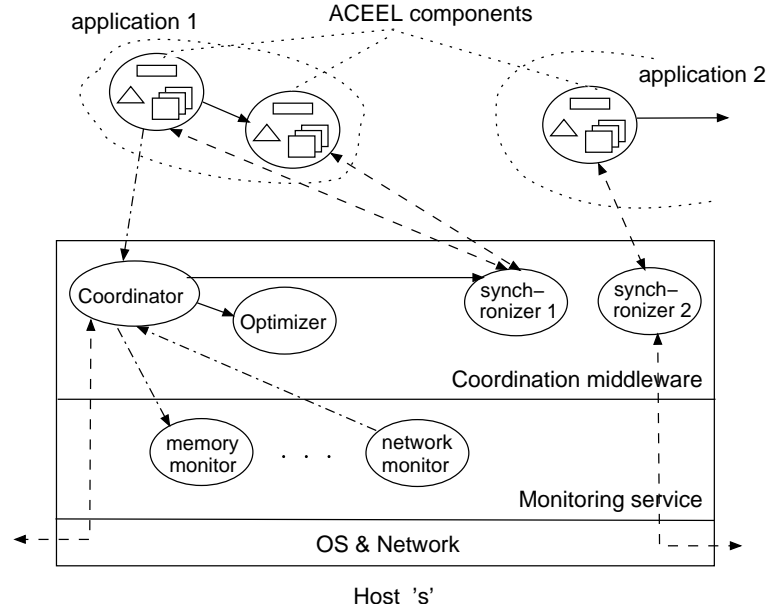 ACEEL components
application 1
application 2
Coordinator
Optimizer
synch–
ronizer 1
synch–
ronizer 2
Coordination middleware
memory
monitor
. . .
network
monitor
Monitoring service
OS & Network
Host 's'